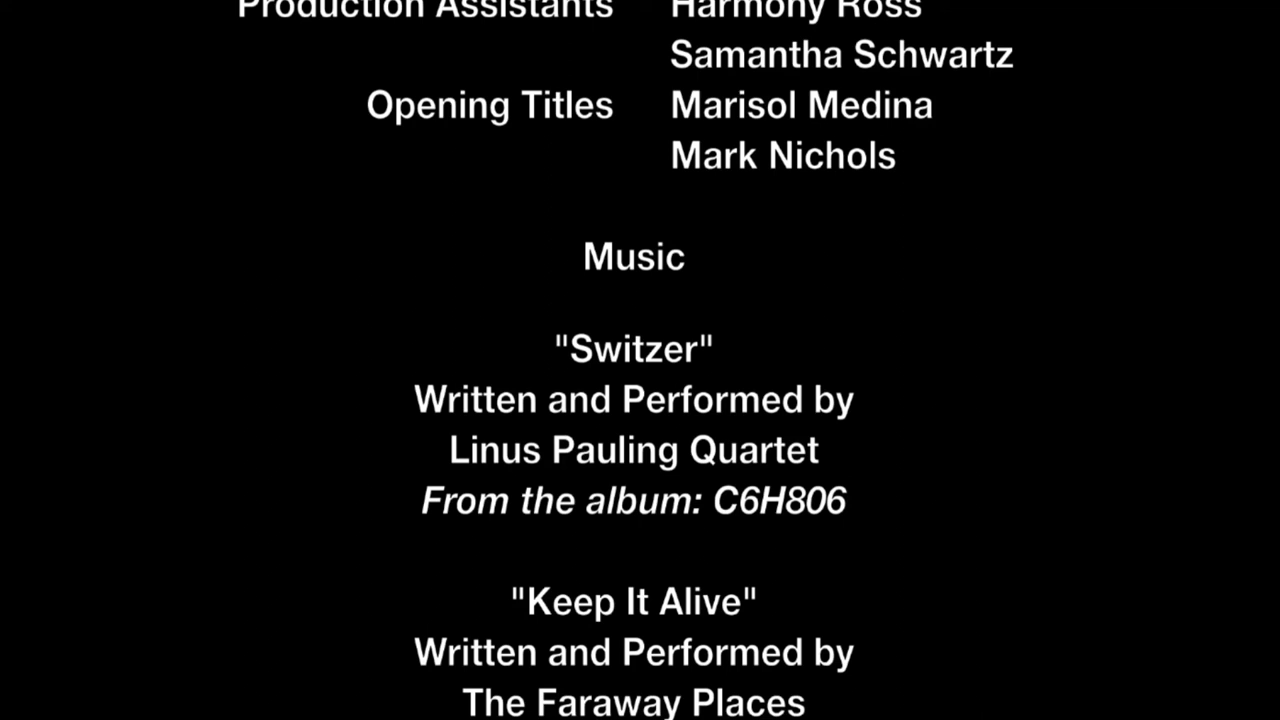 Production Assistants Harmony Ross
Samantha Schwartz
Opening Titles Marisol Medina
Mark Nichols
Music
"Switzer"
Written and Performed by
Linus Pauling Quartet
From the album: C6H806
"Keep It Alive"
Written and Performed by
The Faraway Places